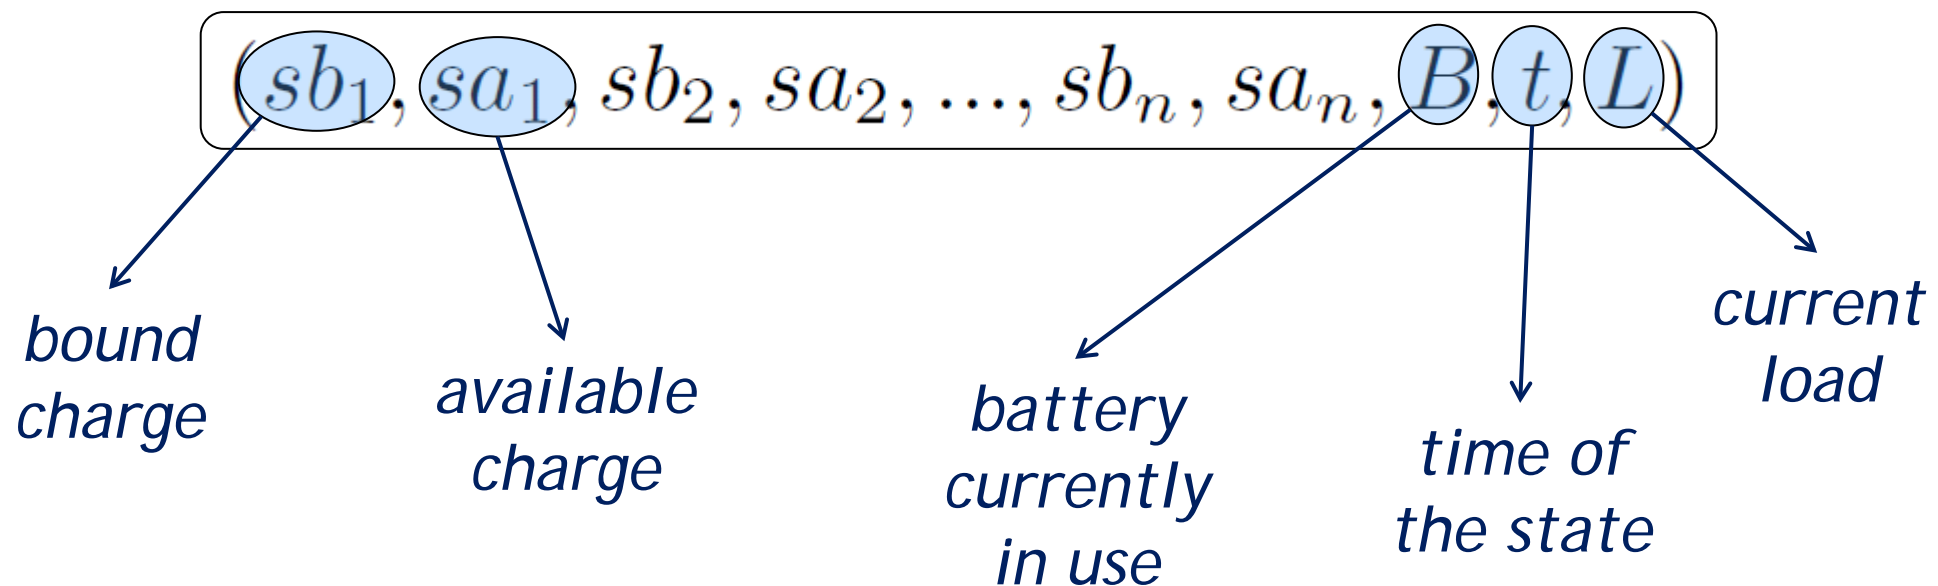 (sb₁, sa₁, sb₂, sa₂, ..., sbₙ, saₙ, B, t, L)
bound
charge
available
charge
battery
currently
in use
time of
the state
current
load